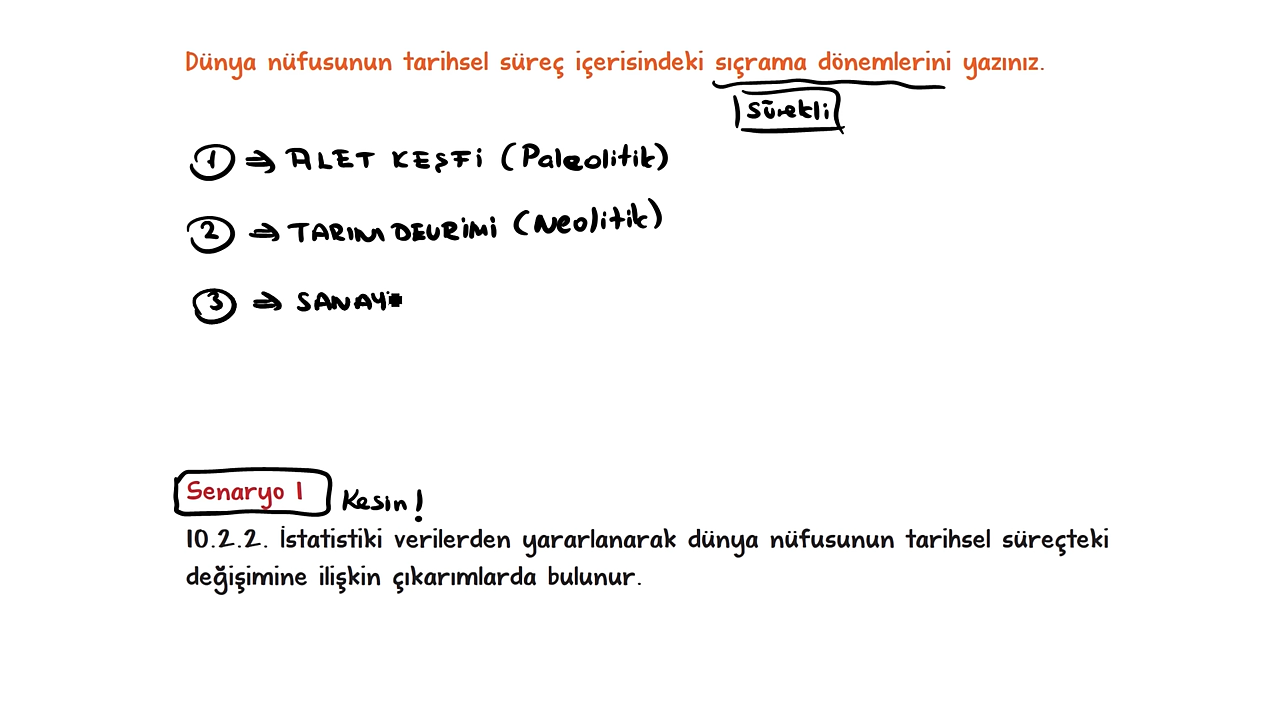 Dünya nüfusunun tarihsel süreç içerisindeki sıçrama dönemlerini yazınız.
Sürekli
1 ⇒ ALET KEŞFİ (Paleolitik)
2 ⇒ TARIM DEVRİMİ (Neolitik)
3 ⇒ SANAY
Senaryo 1 Kesin!
10.2.2. İstatistiki verilerden yararlanarak dünya nüfusunun tarihsel süreçteki
değişimine ilişkin çıkarımlarda bulunur.